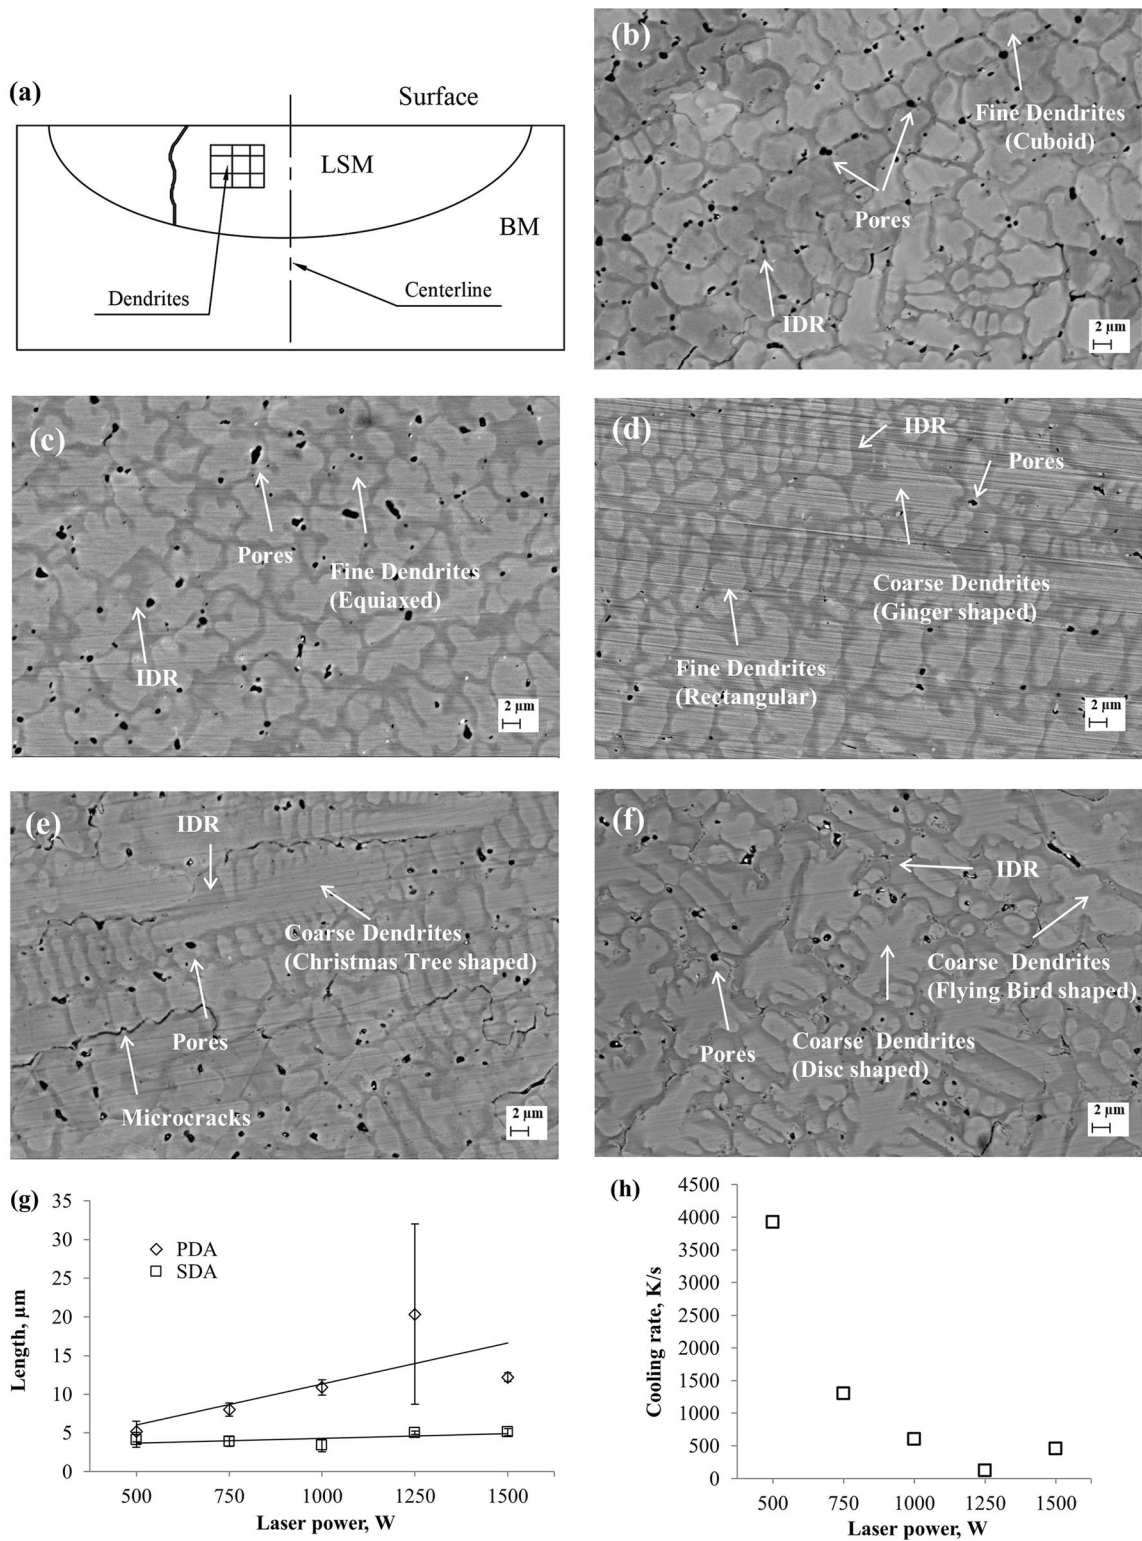 (a)
Surface
LSM
BM
Dendrites
Centerline
(b)
Fine Dendrites
(Cuboid)
Pores
IDR
2 µm
(c)
Pores
Fine Dendrites
(Equiaxed)
IDR
2 µm
(d)
IDR
Pores
Coarse Dendrites
(Ginger shaped)
Fine Dendrites
(Rectangular)
2 µm
(e)
IDR
Coarse Dendrites
(Christmas Tree shaped)
Pores
Microcracks
2 µm
(f)
IDR
Coarse Dendrites
(Flying Bird shaped)
Pores
Coarse Dendrites
(Disc shaped)
2 µm
(g)
35
30
25
20
15
10
5
0
Length, µm
PDA
SDA
500 750 1000 1250 1500
Laser power, W
(h)
4500
4000
3500
3000
2500
2000
1500
1000
500
0
Cooling rate, K/s
500 750 1000 1250 1500
Laser power, W